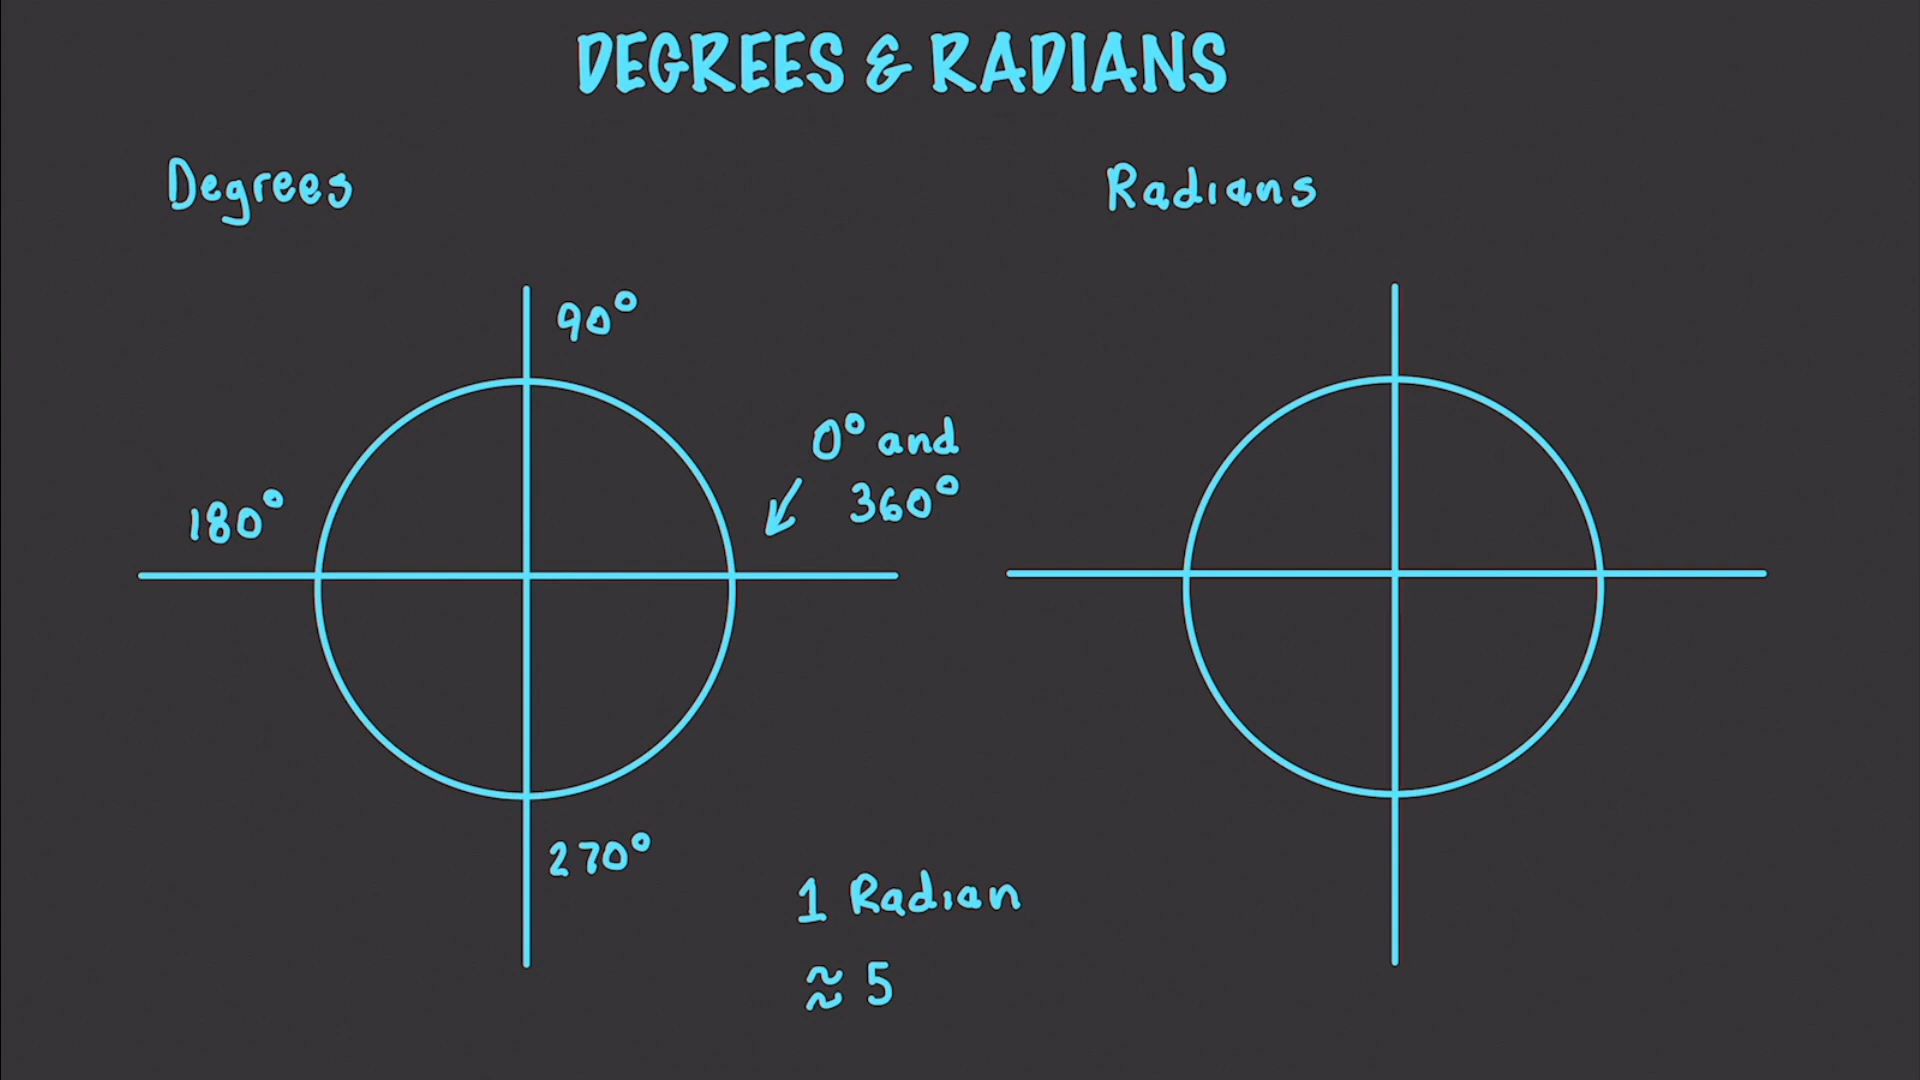 DEGREES & RADIANS
Degrees
Radians
90°
0° and
360°
180°
270°
1 Radian
≈ 5